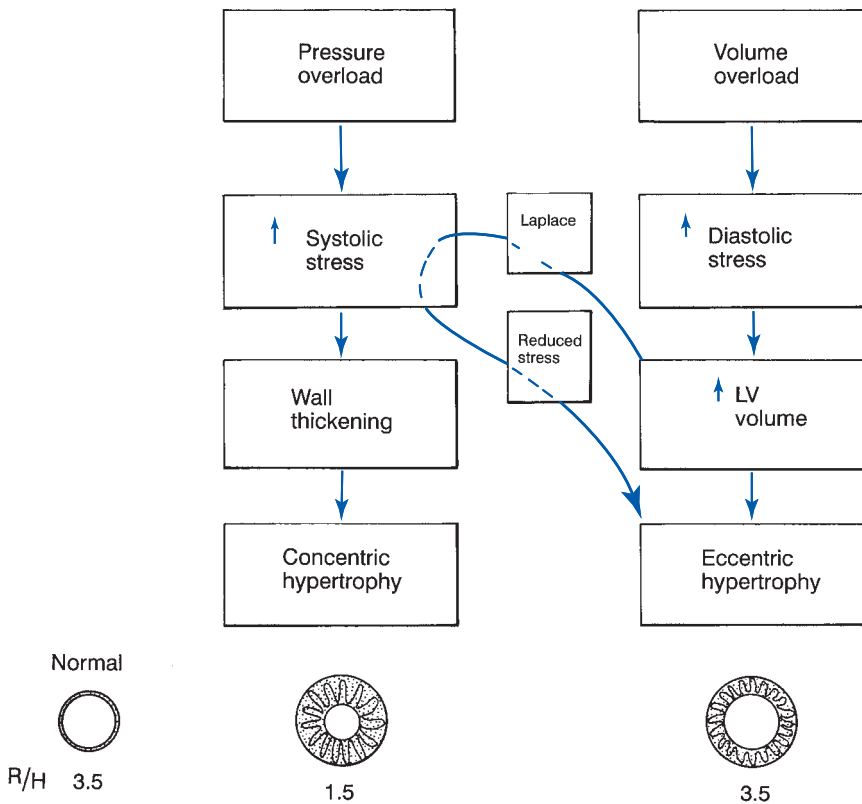 Pressure
overload
Volume
overload
↑ Systolic
stress
Laplace
↑ Diastolic
stress
Reduced
stress
Wall
thickening
↑ LV
volume
Concentric
hypertrophy
Eccentric
hypertrophy
Normal
R/H 3.5
1.5
3.5